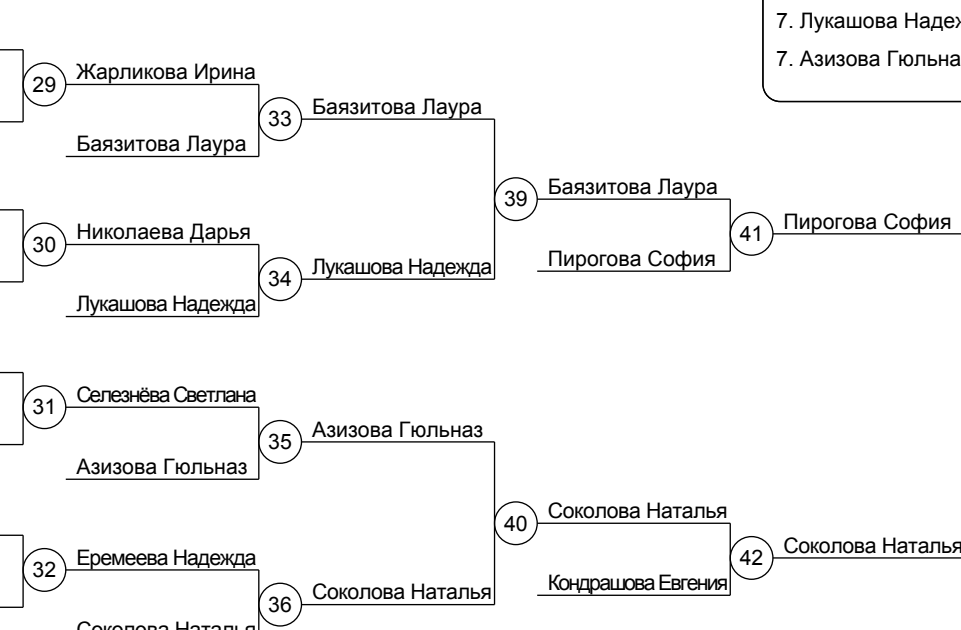 7. Лукашова
7. Азизова
29 Жарликова Ирина
33 Баязитова Лаура
Баязитова Лаура
39 Баязитова Лаура
30 Николаева Дарья
41 Пирогова София
34 Лукашова Надежда
Пирогова София
Лукашова Надежда
31 Селезнёва Светлана
35 Азизова Гюльназ
Азизова Гюльназ
40 Соколова Наталья
32 Еремеева Надежда
42 Соколова Наталья
Кондрашова Евгения
36 Соколова Наталья
Соколова Наталья